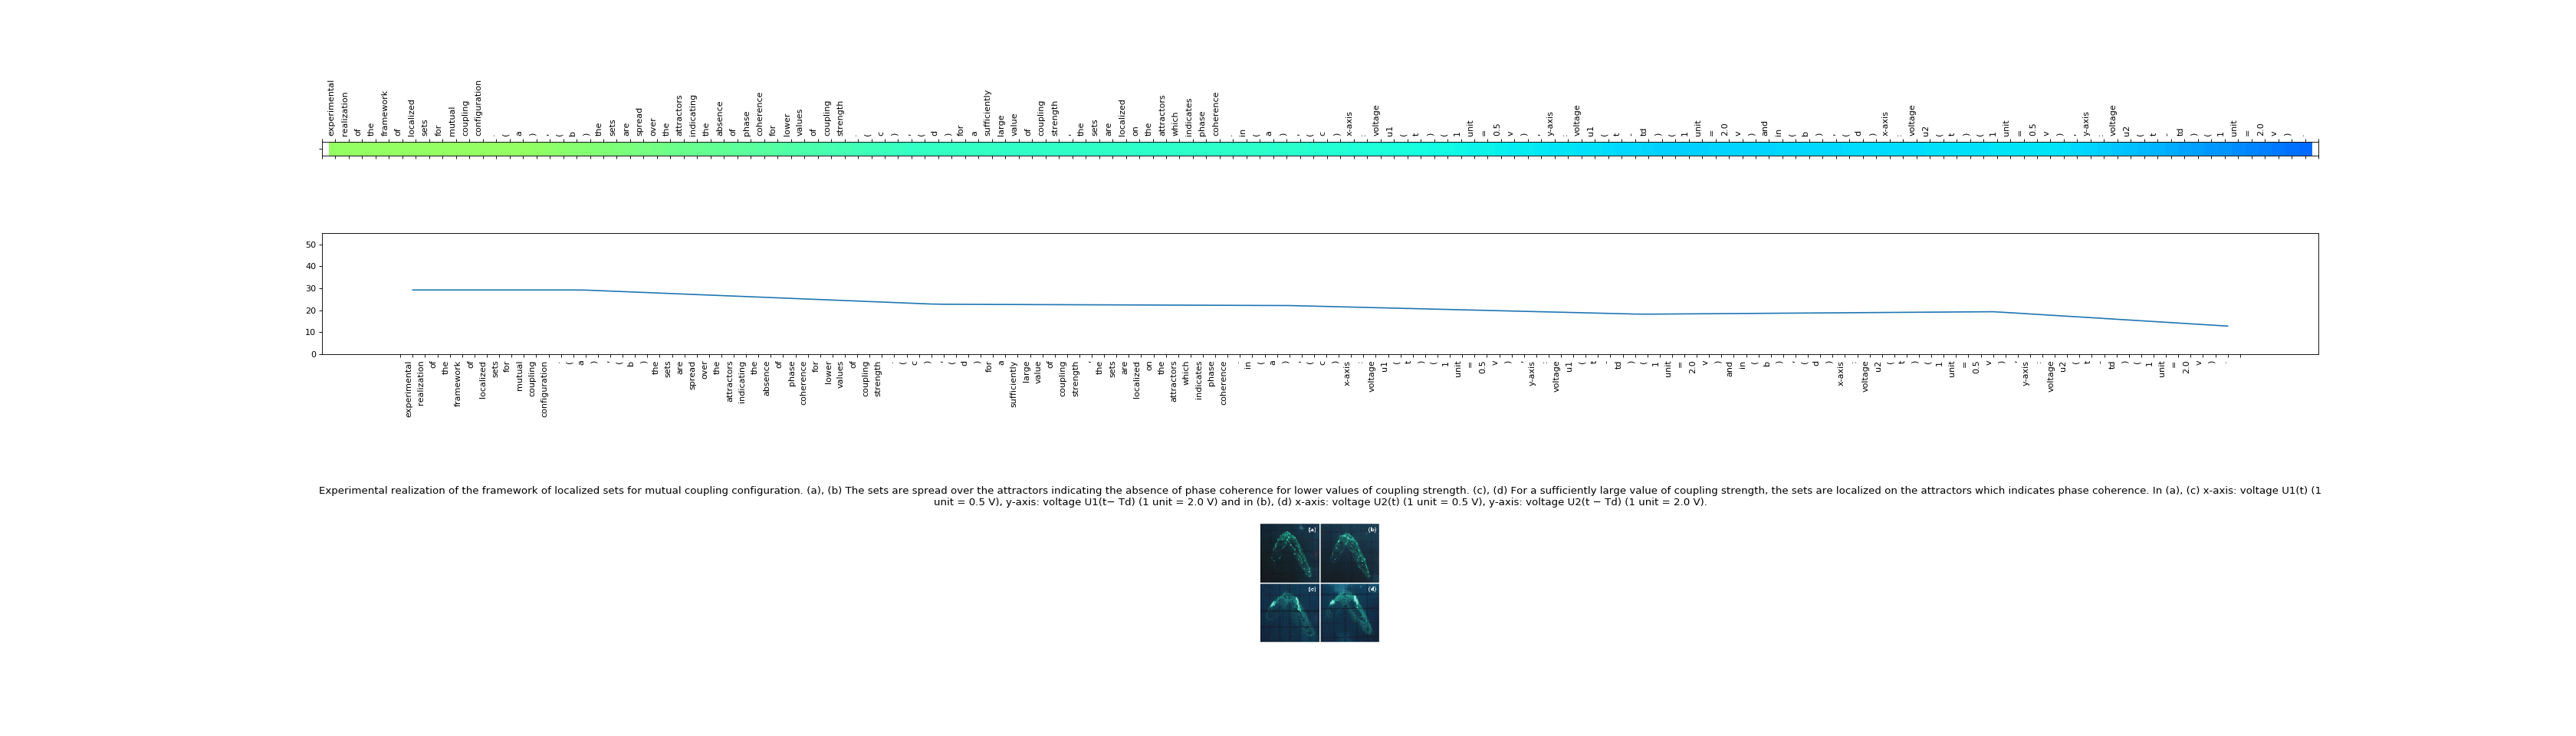 experimental realization of the framework of localized sets for mutual coupling configuration . ( a ) , ( b ) the sets are spread over the attractors indicating the absence of phase coherence for lower values of coupling strength . ( c ) , ( d ) for a sufficiently large value of coupling strength , the sets are localized on the attractors which indicates phase coherence . in ( a ) , ( c ) x-axis : voltage u1 ( t ) ( 1 unit = 0.5 v ) , y-axis : voltage u1 ( t - td ) ( 1 unit = 2.0 v ) and in ( b ) , ( d ) x-axis : voltage u2 ( t ) ( 1 unit = 0.5 v ) , y-axis : voltage u2 ( t - td ) ( 1 unit = 2.0 v ) .
50
40
30
20
10
0
experimental realization of the framework of localized sets for mutual coupling configuration . ( a ) , ( b ) the sets are spread over the attractors indicating the absence of phase coherence for lower values of coupling strength . ( c ) , ( d ) for a sufficiently large value of coupling strength , the sets are localized on the attractors which indicates phase coherence . in ( a ) , ( c ) x-axis : voltage u1 ( t ) ( 1 unit = 0.5 v ) , y-axis : voltage u1 ( t - td ) ( 1 unit = 2.0 v ) and in ( b ) , ( d ) x-axis : voltage u2 ( t ) ( 1 unit = 0.5 v ) , y-axis : voltage u2 ( t - td ) ( 1 unit = 2.0 v ) .
Experimental realization of the framework of localized sets for mutual coupling configuration. (a), (b) The sets are spread over the attractors indicating the absence of phase coherence for lower values of coupling strength. (c), (d) For a sufficiently large value of coupling strength, the sets are localized on the attractors which indicates phase coherence. In (a), (c) x-axis: voltage U1(t) (1
unit = 0.5 V), y-axis: voltage U1(t− Td) (1 unit = 2.0 V) and in (b), (d) x-axis: voltage U2(t) (1 unit = 0.5 V), y-axis: voltage U2(t − Td) (1 unit = 2.0 V).
(a) (b)
(c) (d)